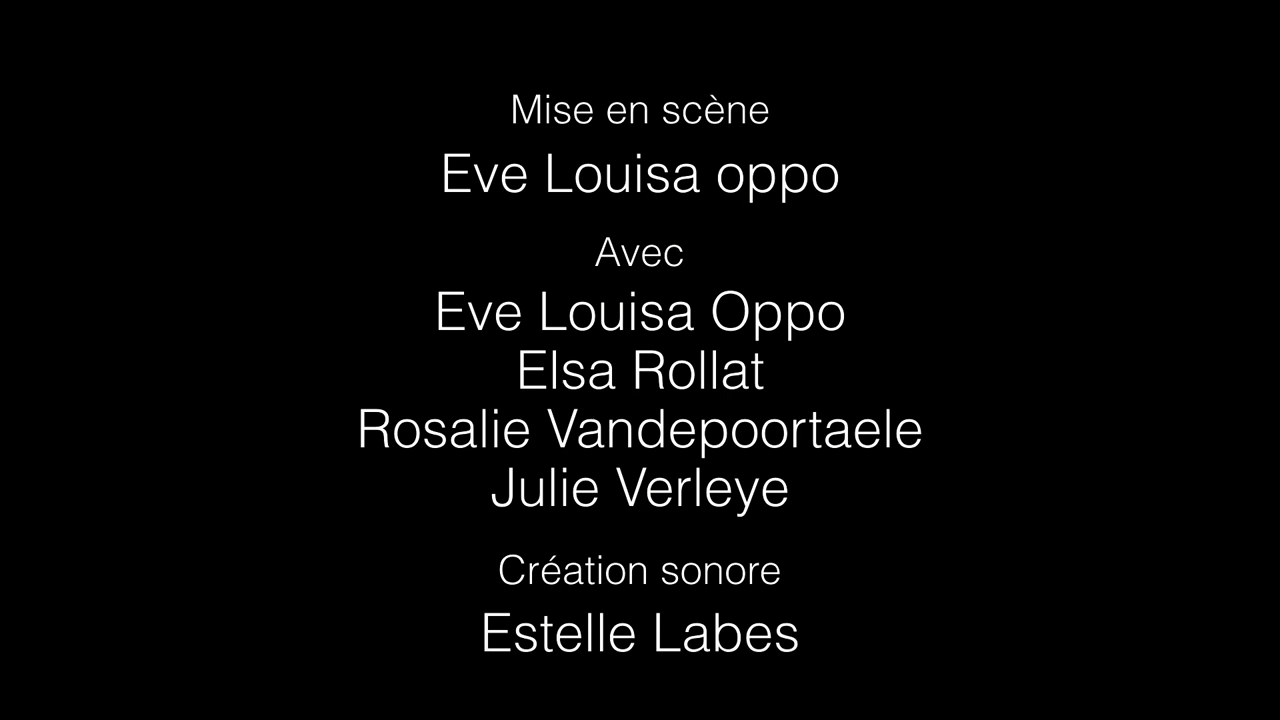 Mise en scène
Eve Louisa oppo
Avec
Eve Louisa Oppo
Elsa Rollat
Rosalie Vandepoortaele
Julie Verleye
Création sonore
Estelle Labes